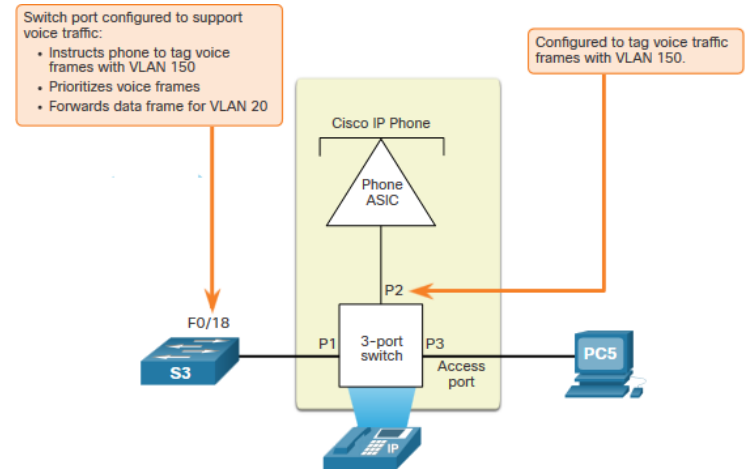 Switch port configured to support
voice traffic:
• Instructs phone to tag voice
frames with VLAN 150
• Prioritizes voice frames
• Forwards data frame for VLAN 20
Configured to tag voice traffic
frames with VLAN 150.
Cisco IP Phone
Phone
ASIC
P2
F0/18
P1
3-port
switch
P3
Access
port
S3
PC5
IP